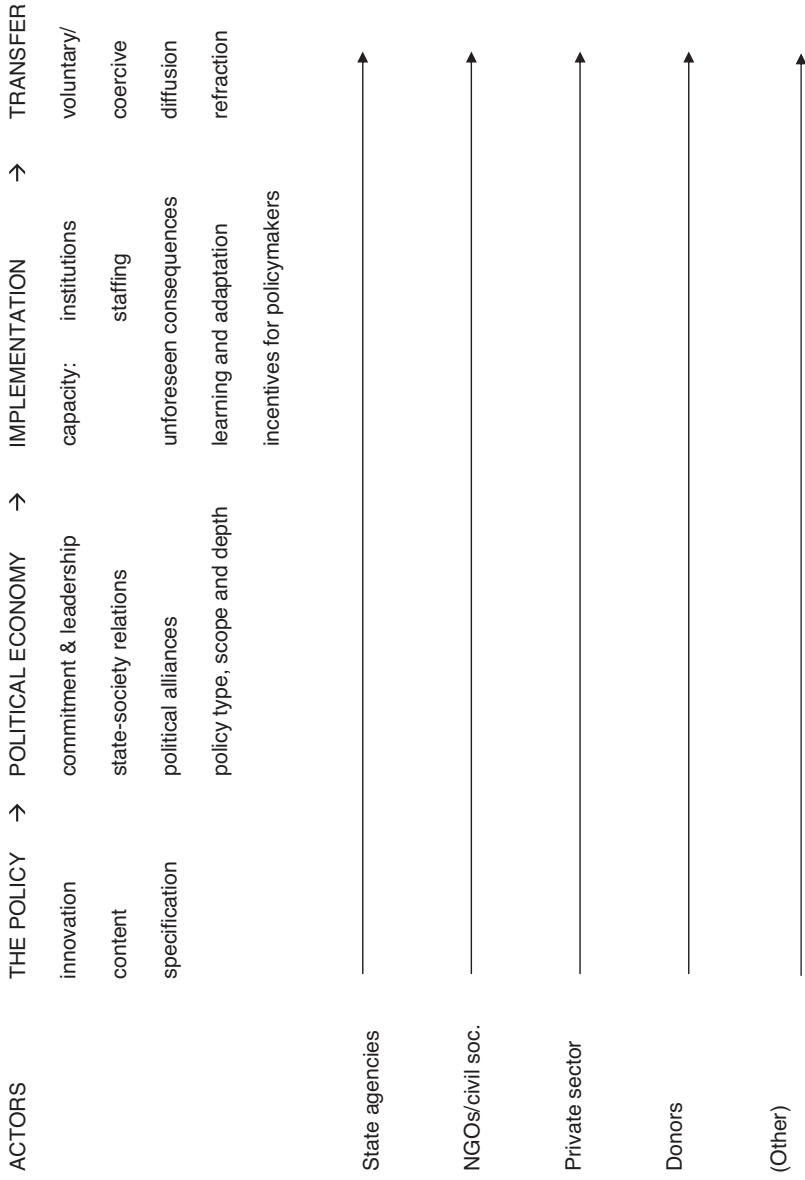 ACTORS THE POLICY → POLITICAL ECONOMY → IMPLEMENTATION → TRANSFER
innovation commitment & leadership capacity: institutions voluntary/
content state-society relations staffing coercive
specification political alliances unforeseen consequences diffusion
policy type, scope and depth learning and adaptation refraction
incentives for policymakers
State agencies
NGOs/civil soc.
Private sector
Donors
(Other)